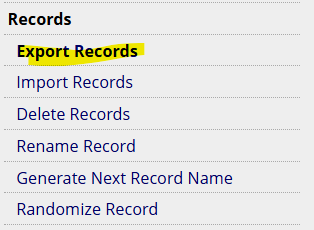 Records
Export Records
Import Records
Delete Records
Rename Record
Generate Next Record Name
Randomize Record